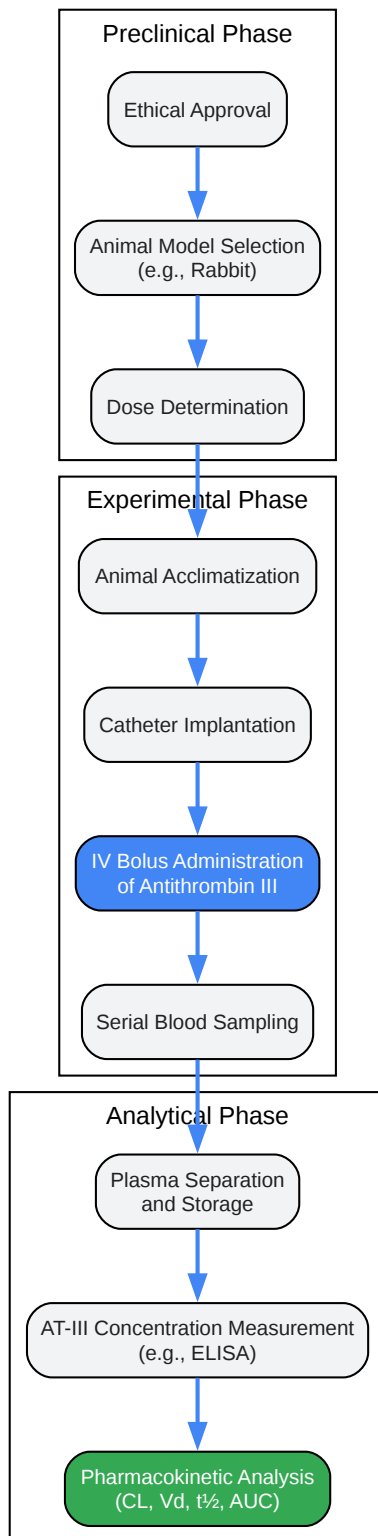 Preclinical Phase
Ethical Approval
Animal Model Selection
(e.g., Rabbit)
Dose Determination
Experimental Phase
Animal Acclimatization
Catheter Implantation
IV Bolus Administration
of Antithrombin III
Serial Blood Sampling
Analytical Phase
Plasma Separation
and Storage
AT-III Concentration Measurement
(e.g., ELISA)
Pharmacokinetic Analysis
(CL, Vd, t½, AUC)